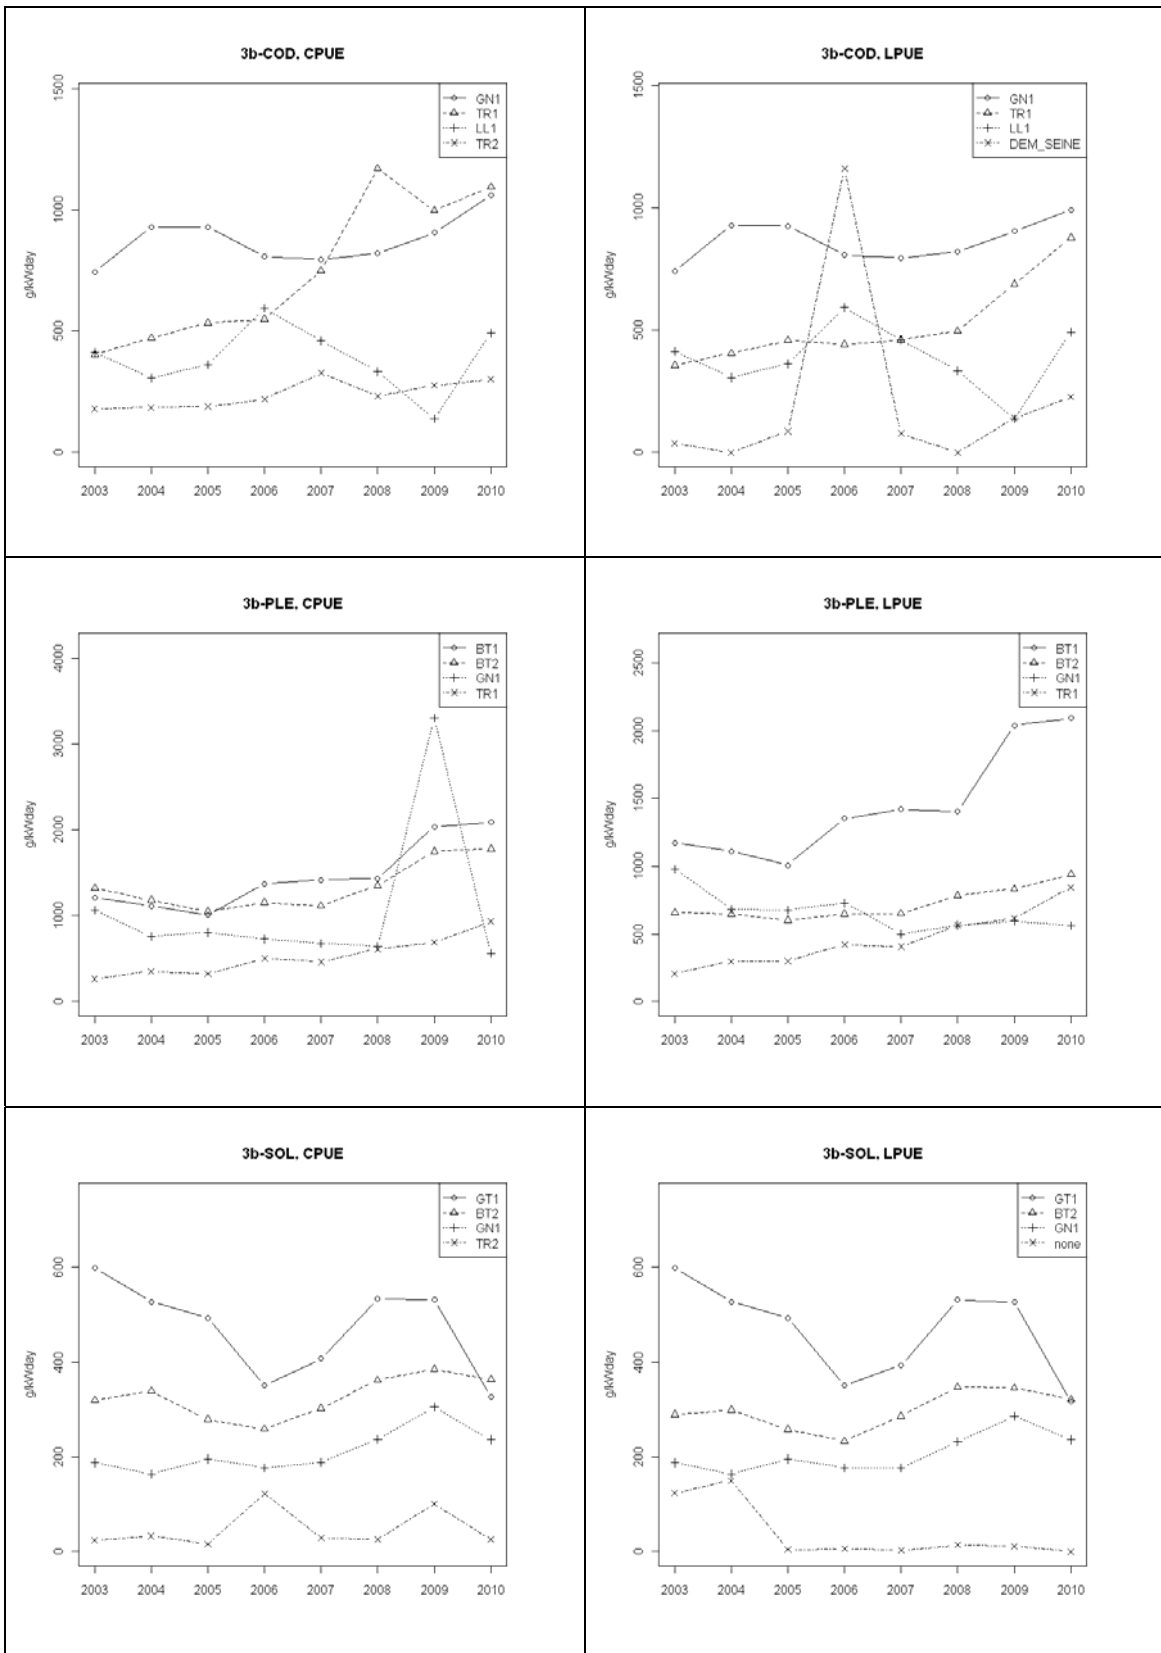 3b-COD, CPUE
g/kWday
1500
1000
500
0
GN1
TR1
LL1
TR2
2003 2004 2005 2006 2007 2008 2009 2010
3b-COD, LPUE
g/kWday
1500
1000
500
0
GN1
TR1
LL1
DEM_SEINE
2003 2004 2005 2006 2007 2008 2009 2010
3b-PLE, CPUE
g/kWday
4000
3000
2000
1000
0
BT1
BT2
GN1
TR1
2003 2004 2005 2006 2007 2008 2009 2010
3b-PLE, LPUE
g/kWday
2500
2000
1500
1000
500
0
BT1
BT2
GN1
TR1
2003 2004 2005 2006 2007 2008 2009 2010
3b-SOL, CPUE
g/kWday
600
400
200
0
GT1
BT2
GN1
TR2
2003 2004 2005 2006 2007 2008 2009 2010
3b-SOL, LPUE
g/kWday
600
400
200
0
GT1
BT2
GN1
none
2003 2004 2005 2006 2007 2008 2009 2010